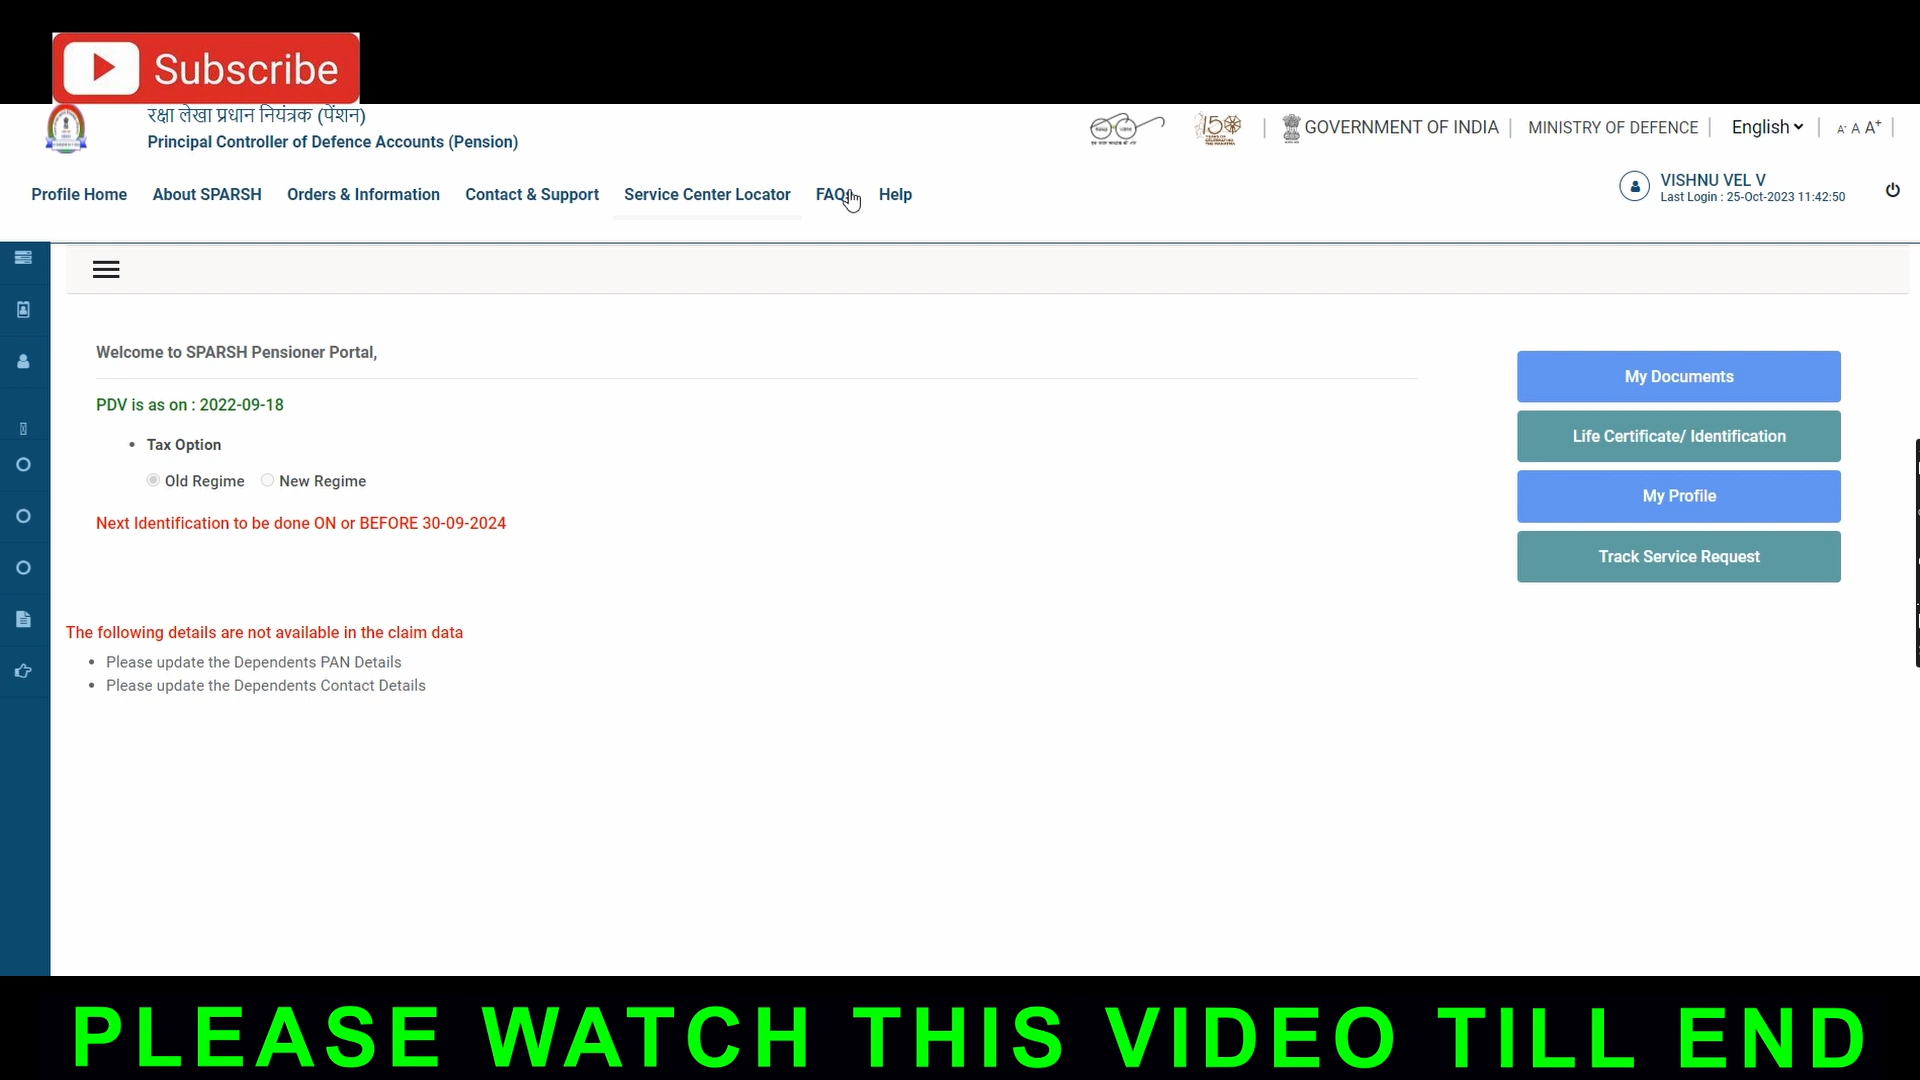 Subscribe
रक्षा लेखा प्रधान नियंत्रक (पेंशन)
Principal Controller of Defence Accounts (Pension)
GOVERNMENT OF INDIA
MINISTRY OF DEFENCE
English
A- A A+
Profile Home
About SPARSH
Orders & Information
Contact & Support
Service Center Locator
FAQs
Help
VISHNU VEL V
Last Login : 25-Oct-2023 11:42:50
Welcome to SPARSH Pensioner Portal,
PDV is as on : 2022-09-18
• Tax Option
Old Regime
New Regime
Next Identification to be done ON or BEFORE 30-09-2024
My Documents
Life Certificate/ Identification
My Profile
Track Service Request
The following details are not available in the claim data
• Please update the Dependents PAN Details
• Please update the Dependents Contact Details
PLEASE WATCH THIS VIDEO TILL END